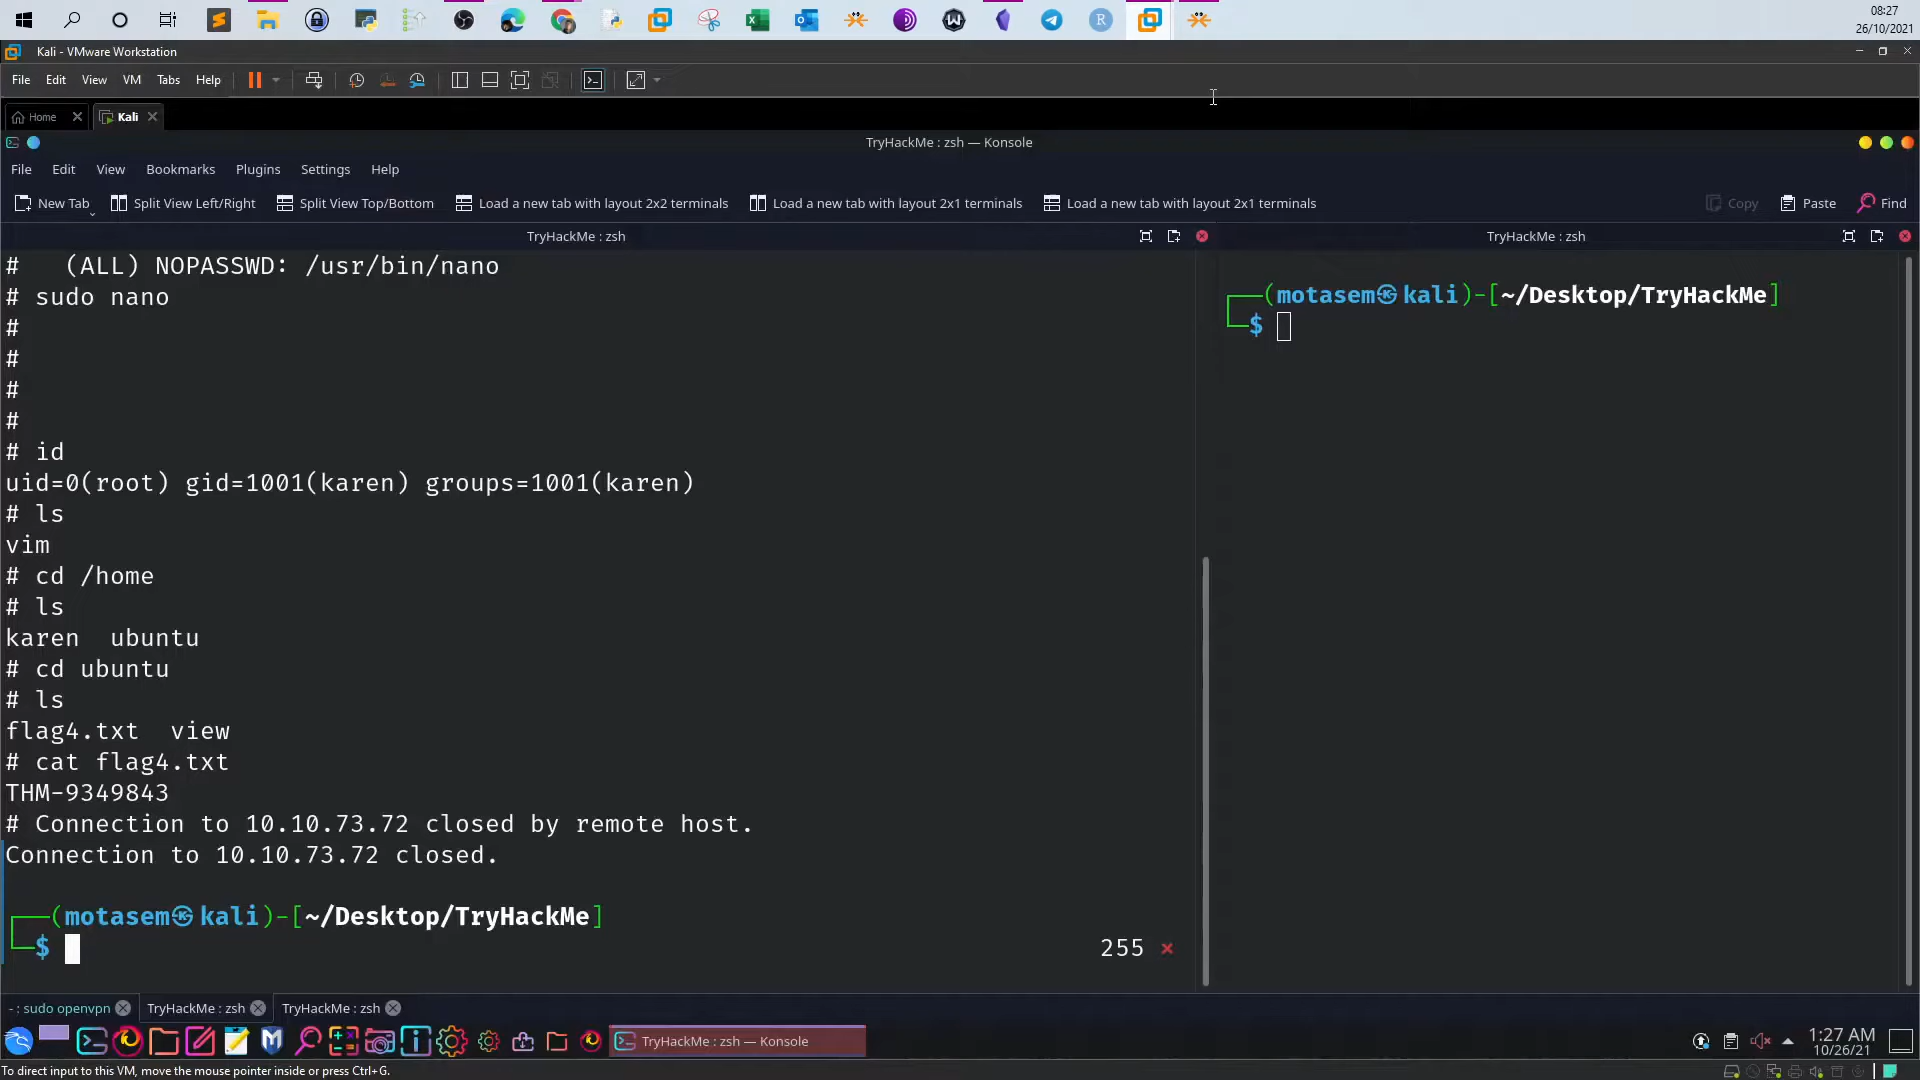 08:27
26/10/2021
Kali - VMware Workstation
File Edit View VM Tabs Help
Home Kali
TryHackMe : zsh — Konsole
File Edit View Bookmarks Plugins Settings Help
New Tab Split View Left/Right Split View Top/Bottom Load a new tab with layout 2x2 terminals Load a new tab with layout 2x1 terminals Load a new tab with layout 2x1 terminals Copy Paste Find
TryHackMe : zsh
#   (ALL) NOPASSWD: /usr/bin/nano
# sudo nano
#
#
#
#
# id
uid=0(root) gid=1001(karen) groups=1001(karen)
# ls
vim
# cd /home
# ls
karen  ubuntu
# cd ubuntu
# ls
flag4.txt  view
# cat flag4.txt
THM-9349843
# Connection to 10.10.73.72 closed by remote host.
Connection to 10.10.73.72 closed.
(motasem㉿kali)-[~/Desktop/TryHackMe]
$ 255 ×
TryHackMe : zsh
(motasem㉿kali)-[~/Desktop/TryHackMe]
$
- : sudo openvpn TryHackMe : zsh TryHackMe : zsh
TryHackMe : zsh — Konsole
1:27 AM
10/26/21
To direct input to this VM, move the mouse pointer inside or press Ctrl+G.